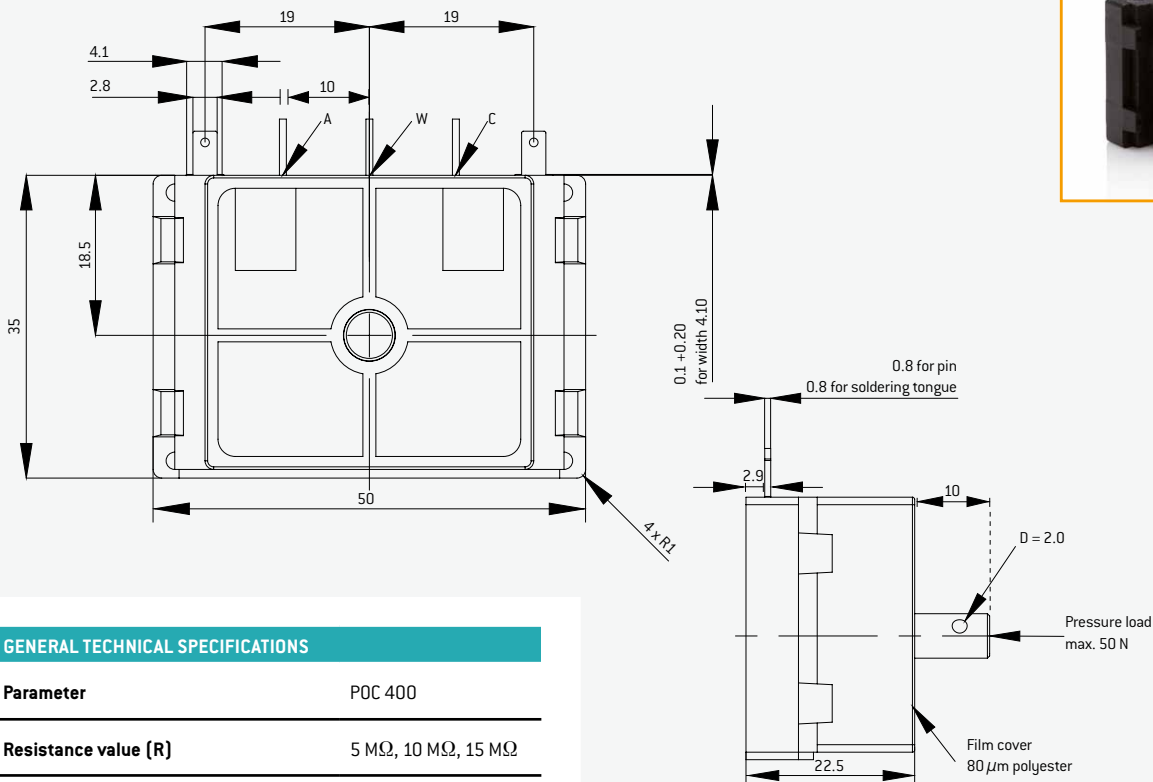 19
19
4.1
2.8
10
A
W
C
35
18.5
0.1 +0.20
for width 4.10
50
4 x R1
0.8 for pin
0.8 for soldering tongue
2.9
10
D = 2.0
Pressure load
max. 50 N
Film cover
80 μm polyester
22.5
GENERAL TECHNICAL SPECIFICATIONS
Parameter POC 400
Resistance value (R) 5 MΩ, 10 MΩ, 15 MΩ